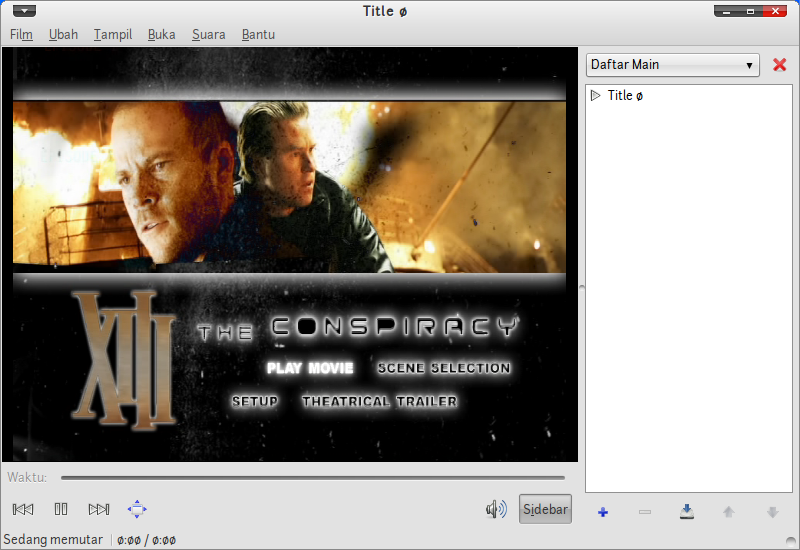 Title ø
Film Ubah Tampil Buka Suara Bantu
Daftar Main
Title ø
XIII THE CONSPIRACY
PLAY MOVIE SCENE SELECTION
SETUP THEATRICAL TRAILER
Waktu:
Sidebar
Sedang memutar ø:øø / ø:øø